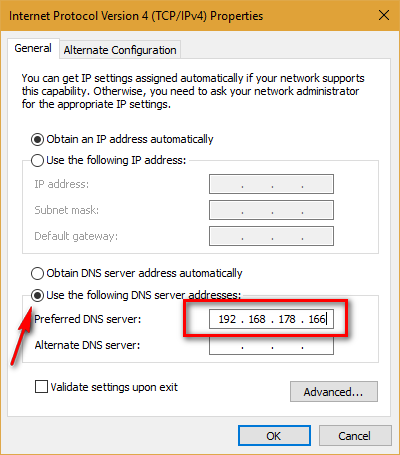 Internet Protocol Version 4 (TCP/IPv4) Properties
General
Alternate Configuration
You can get IP settings assigned automatically if your network supports
this capability. Otherwise, you need to ask your network administrator
for the appropriate IP settings.
Obtain an IP address automatically
Use the following IP address:
IP address:
. . .
Subnet mask:
. . .
Default gateway:
. . .
Obtain DNS server address automatically
Use the following DNS server addresses:
Preferred DNS server:
192 . 168 . 178 . 166
Alternate DNS server:
. . .
Validate settings upon exit
Advanced...
OK
Cancel